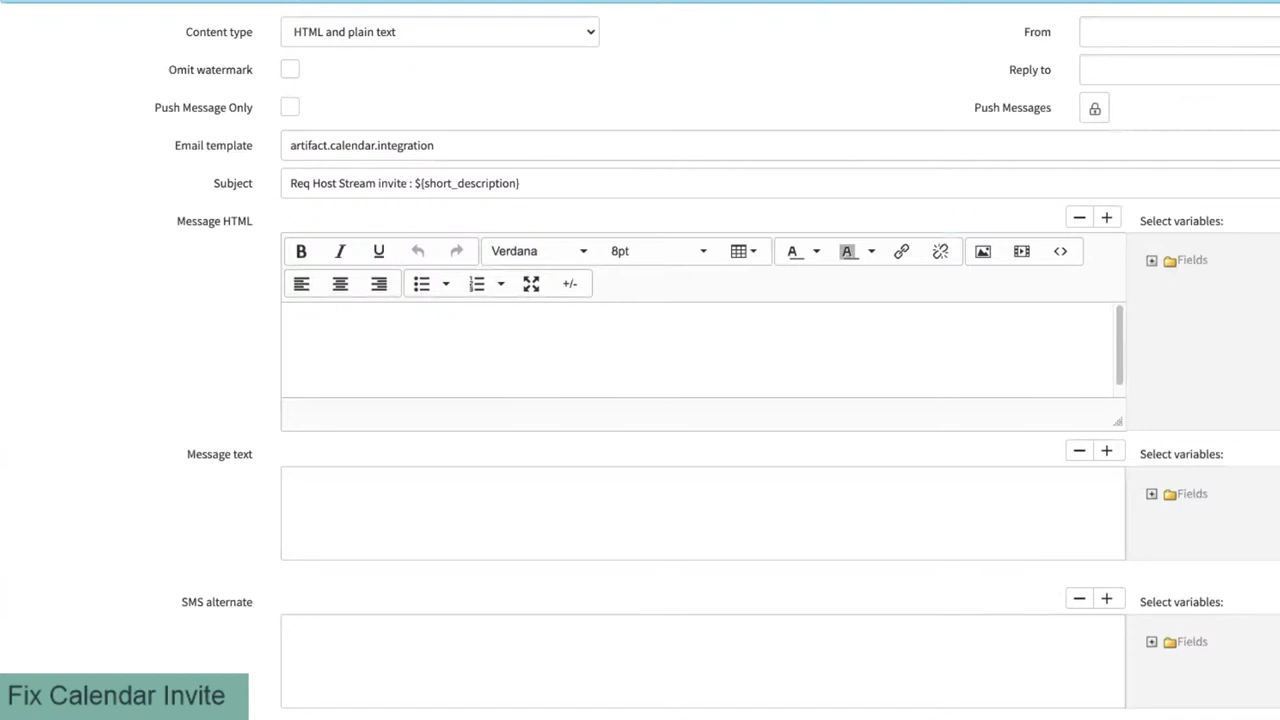 Content type HTML and plain text From
Omit watermark Reply to
Push Message Only Push Messages
Email template artifact.calendar.integration
Subject Req Host Stream invite : ${short_description}
Message HTML Select variables:
B I U Verdana 8pt A A <>
Fields
+/-
Message text Select variables:
Fields
SMS alternate Select variables:
Fields
Fix Calendar Invite